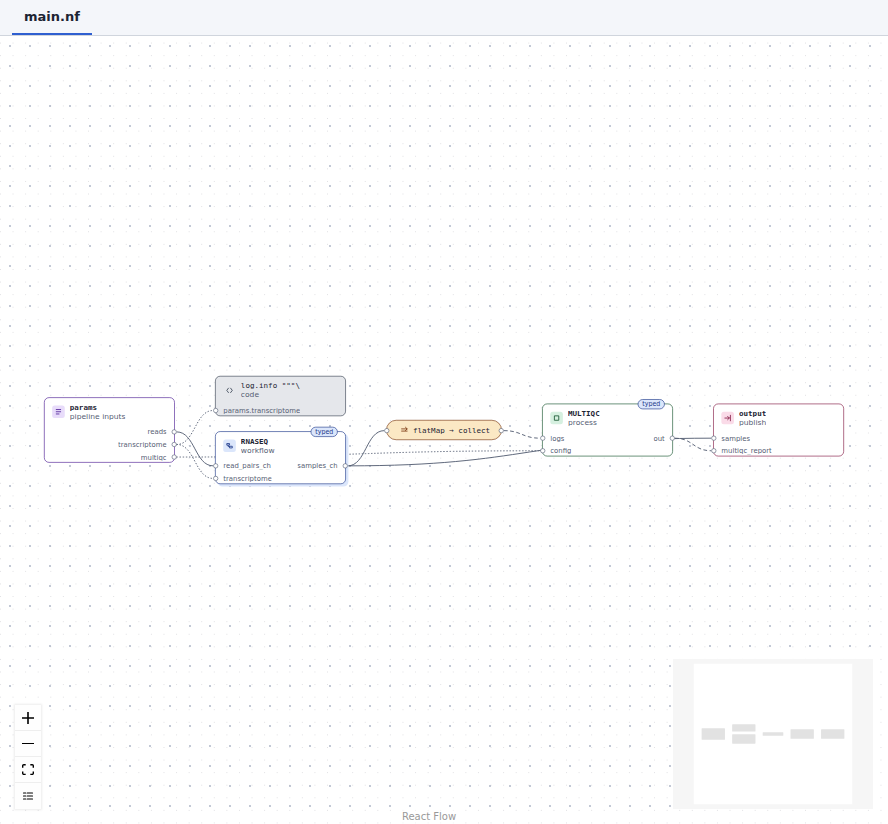 main.nf
log.info """\
code
params.transcriptome
params
pipeline inputs
reads
transcriptome
multiqc
typed
RNASEQ
workflow
read_pairs_ch
samples_ch
transcriptome
flatMap → collect
typed
MULTIQC
process
logs
out
config
output
publish
samples
multiqc_report
React Flow